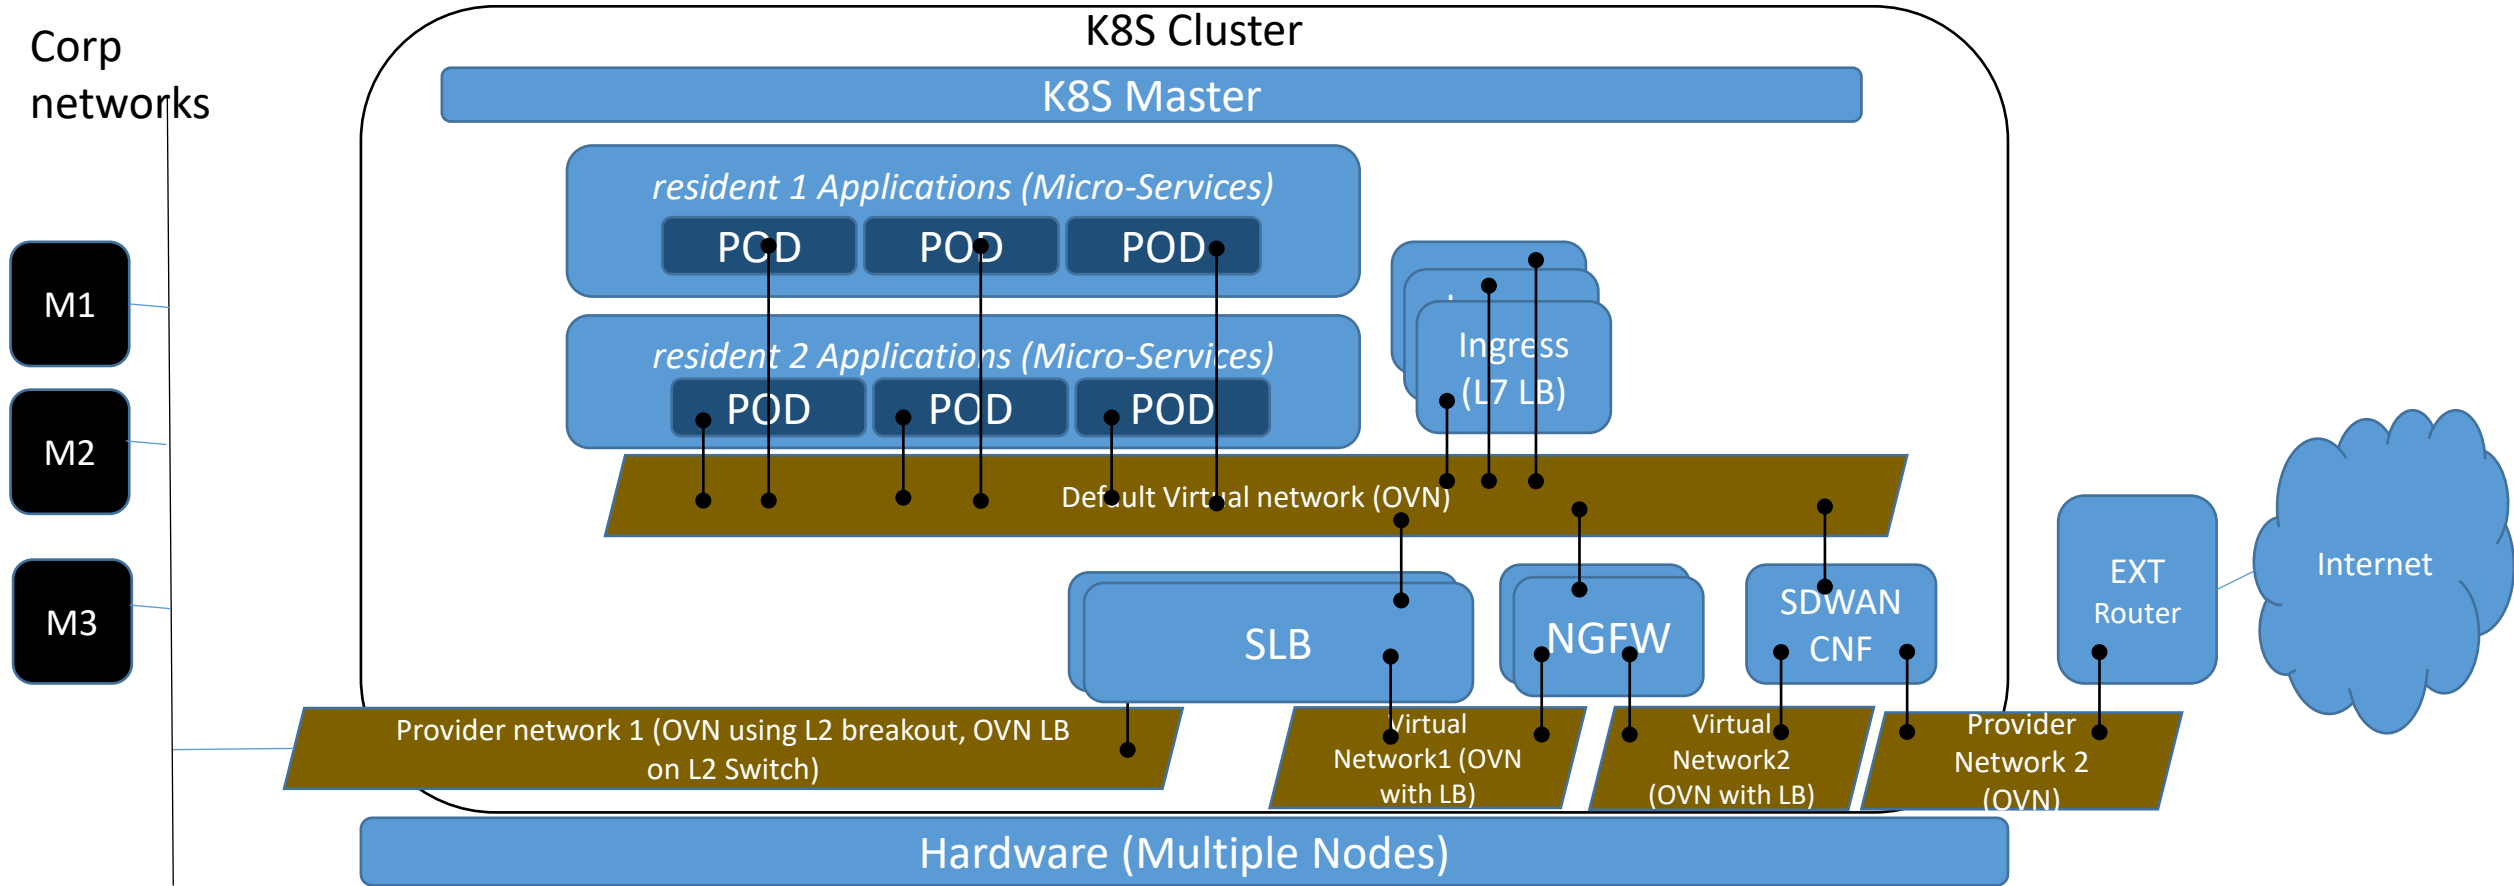 K8S Cluster
Corp
networks
K8S Master
resident 1 Applications (Micro-Services)
POD
POD
POD
M1
resident 2 Applications (Micro-Services)
Ingress
(L7 LB)
POD
POD
POD
M2
Default Virtual network (OVN)
EXT
Router
Internet
M3
SLB
NGFW
SDWAN
CNF
Provider network 1 (OVN using L2 breakout, OVN LB
on L2 Switch)
Virtual
Network1 (OVN
with LB)
Virtual
Network2
(OVN with LB)
Provider
Network 2
(OVN)
Hardware (Multiple Nodes)